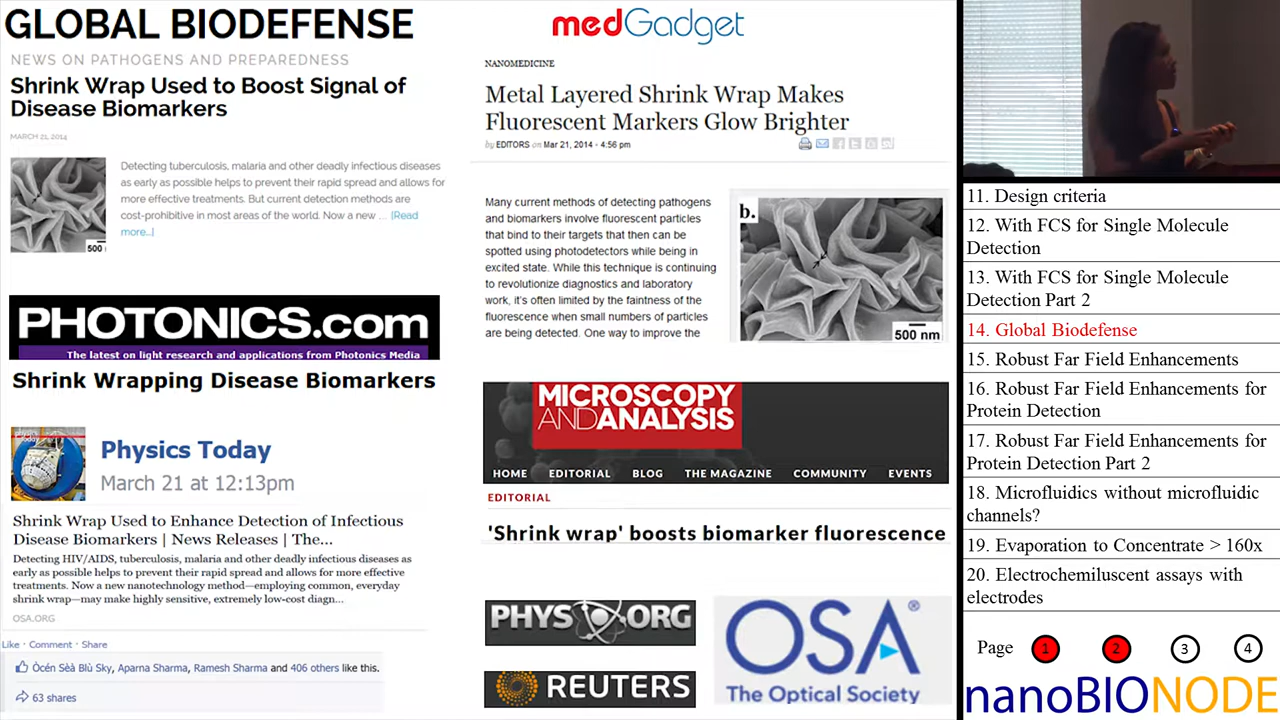 GLOBAL BIODEFENSE
NEWS ON PATHOGENS AND PREPAREDNESS
Shrink Wrap Used to Boost Signal of
Disease Biomarkers
MARCH 21, 2014
Detecting tuberculosis, malaria and other deadly infectious diseases
as early as possible helps to prevent their rapid spread and allows for
more effective treatments. But current detection methods are
cost-prohibitive in most areas of the world. Now a new ... [Read
more...]
500
PHOTONICS.com
The latest on light research and applications from Photonics Media
Shrink Wrapping Disease Biomarkers
Physics Today
March 21 at 12:13pm
Shrink Wrap Used to Enhance Detection of Infectious
Disease Biomarkers | News Releases | The...
Detecting HIV/AIDS, tuberculosis, malaria and other deadly infectious diseases as
early as possible helps to prevent their rapid spread and allows for more effective
treatments. Now a new nanotechnology method—employing common, everyday
shrink wrap—may make highly sensitive, extremely low-cost diagn...
OSA.ORG
Like · Comment · Share
Òcén Sèà Blù Sky, Aparna Sharma, Ramesh Sharma and 406 others like this.
63 shares
medGadget
NANOMEDICINE
Metal Layered Shrink Wrap Makes
Fluorescent Markers Glow Brighter
by EDITORS on Mar 21, 2014 • 4:56 pm
Many current methods of detecting pathogens
and biomarkers involve fluorescent particles
that bind to their targets that then can be
spotted using photodetectors while being in
excited state. While this technique is continuing
to revolutionize diagnostics and laboratory
work, it's often limited by the faintness of the
fluorescence when small numbers of particles
are being detected. One way to improve the
b.
500 nm
MICROSCOPY
ANDANALYSIS
HOME EDITORIAL BLOG THE MAGAZINE COMMUNITY EVENTS
EDITORIAL
'Shrink wrap' boosts biomarker fluorescence
PHYS ORG
REUTERS
OSA®
The Optical Society
11. Design criteria
12. With FCS for Single Molecule
Detection
13. With FCS for Single Molecule
Detection Part 2
14. Global Biodefense
15. Robust Far Field Enhancements
16. Robust Far Field Enhancements for
Protein Detection
17. Robust Far Field Enhancements for
Protein Detection Part 2
18. Microfluidics without microfluidic
channels?
19. Evaporation to Concentrate > 160x
20. Electrochemiluscent assays with
electrodes
Page 1 2 3 4
nanoBIONODE